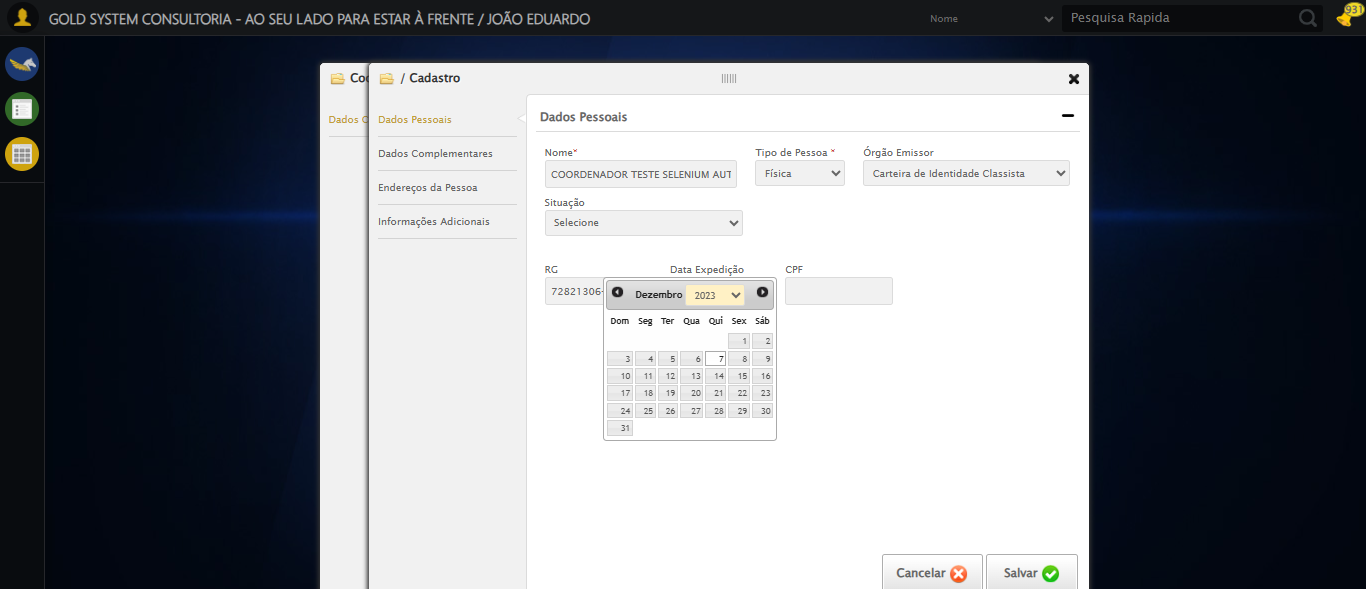 GOLD SYSTEM CONSULTORIA - AO SEU LADO PARA ESTAR À FRENTE / JOÃO EDUARDO
Nome
Pesquisa Rapida
931
Coo
/ Cadastro
Dados C
Dados Pessoais
Dados Complementares
Endereços da Pessoa
Informações Adicionais
Dados Pessoais
Nome* Tipo de Pessoa * Órgão Emissor
COORDENADOR TESTE SELENIUM AUT Física Carteira de Identidade Classista
Situação
Selecione
RG Data Expedição CPF
72821306
Dezembro 2023
Dom Seg Ter Qua Qui Sex Sáb
1 2
3 4 5 6 7 8 9
10 11 12 13 14 15 16
17 18 19 20 21 22 23
24 25 26 27 28 29 30
31
Cancelar Salvar